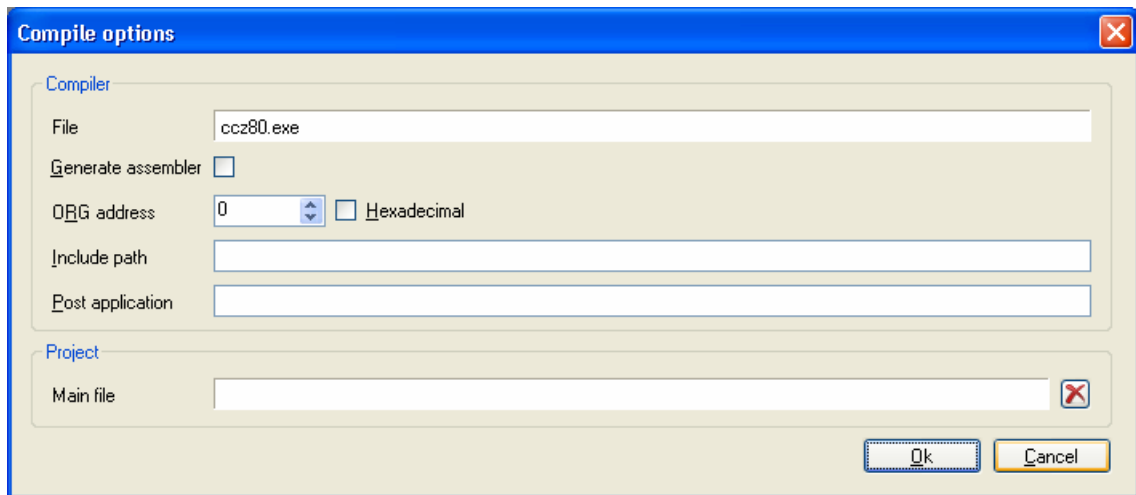 Compile options
Compiler
File ccz80.exe
Generate assembler
ORG address 0 Hexadecimal
Include path
Post application
Project
Main file
Ok Cancel